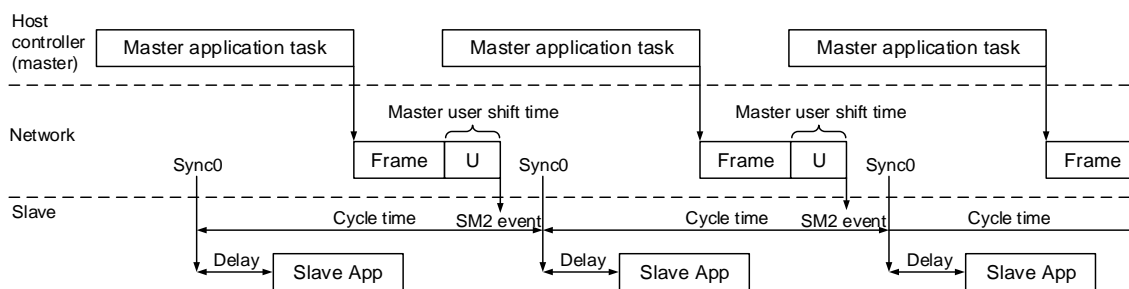 Host
controller
(master)
Master application task
Master application task
Master application task
Master user shift time
Master user shift time
Network
Sync0
Frame
U
Sync0
Frame
U
Sync0
Frame
Slave
Cycle time
SM2 event
Cycle time
SM2 event
Cycle time
Delay
Slave App
Delay
Slave App
Delay
Slave App